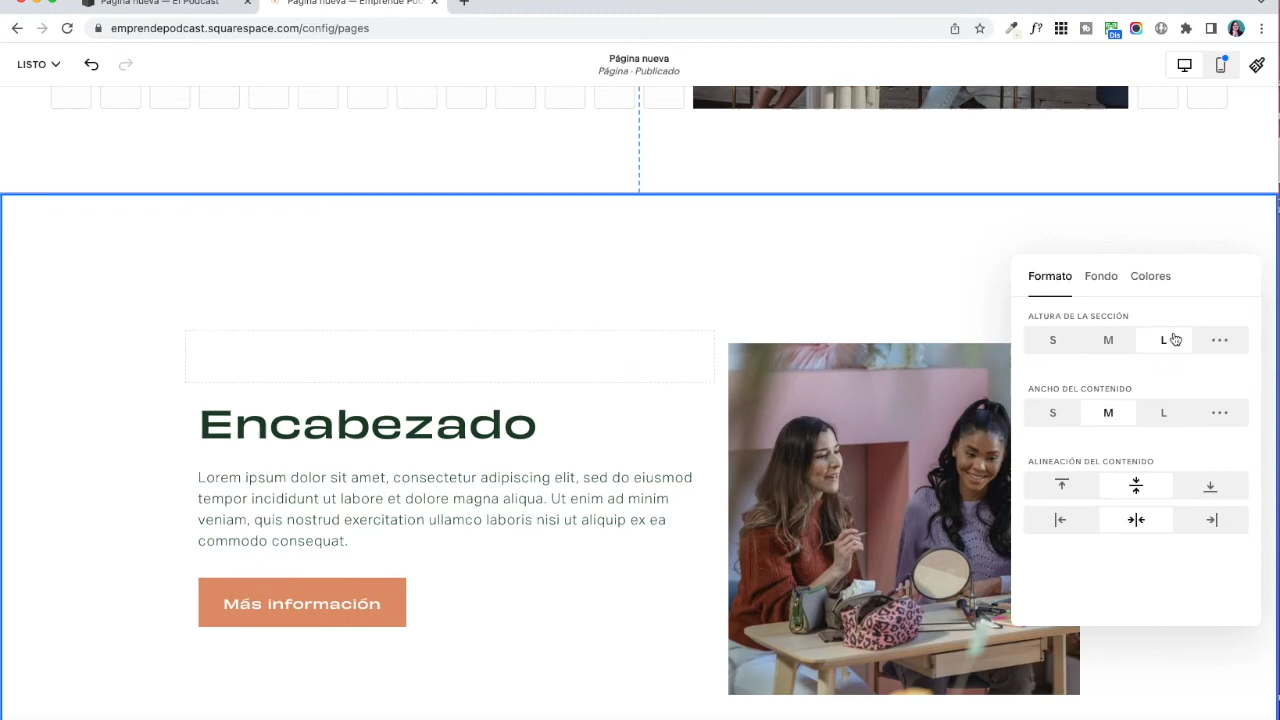 Página nueva — El Podcast
Página nueva — Emprende Pod
emprendepodcast.squarespace.com/config/pages
f?
Dis
LISTO
Página nueva
Página · Publicado
Formato
Fondo
Colores
ALTURA DE LA SECCIÓN
S
M
L
...
ANCHO DEL CONTENIDO
S
M
L
...
ALINEACIÓN DEL CONTENIDO
Encabezado
Lorem ipsum dolor sit amet, consectetur adipiscing elit, sed do eiusmod
tempor incididunt ut labore et dolore magna aliqua. Ut enim ad minim
veniam, quis nostrud exercitation ullamco laboris nisi ut aliquip ex ea
commodo consequat.
Más información